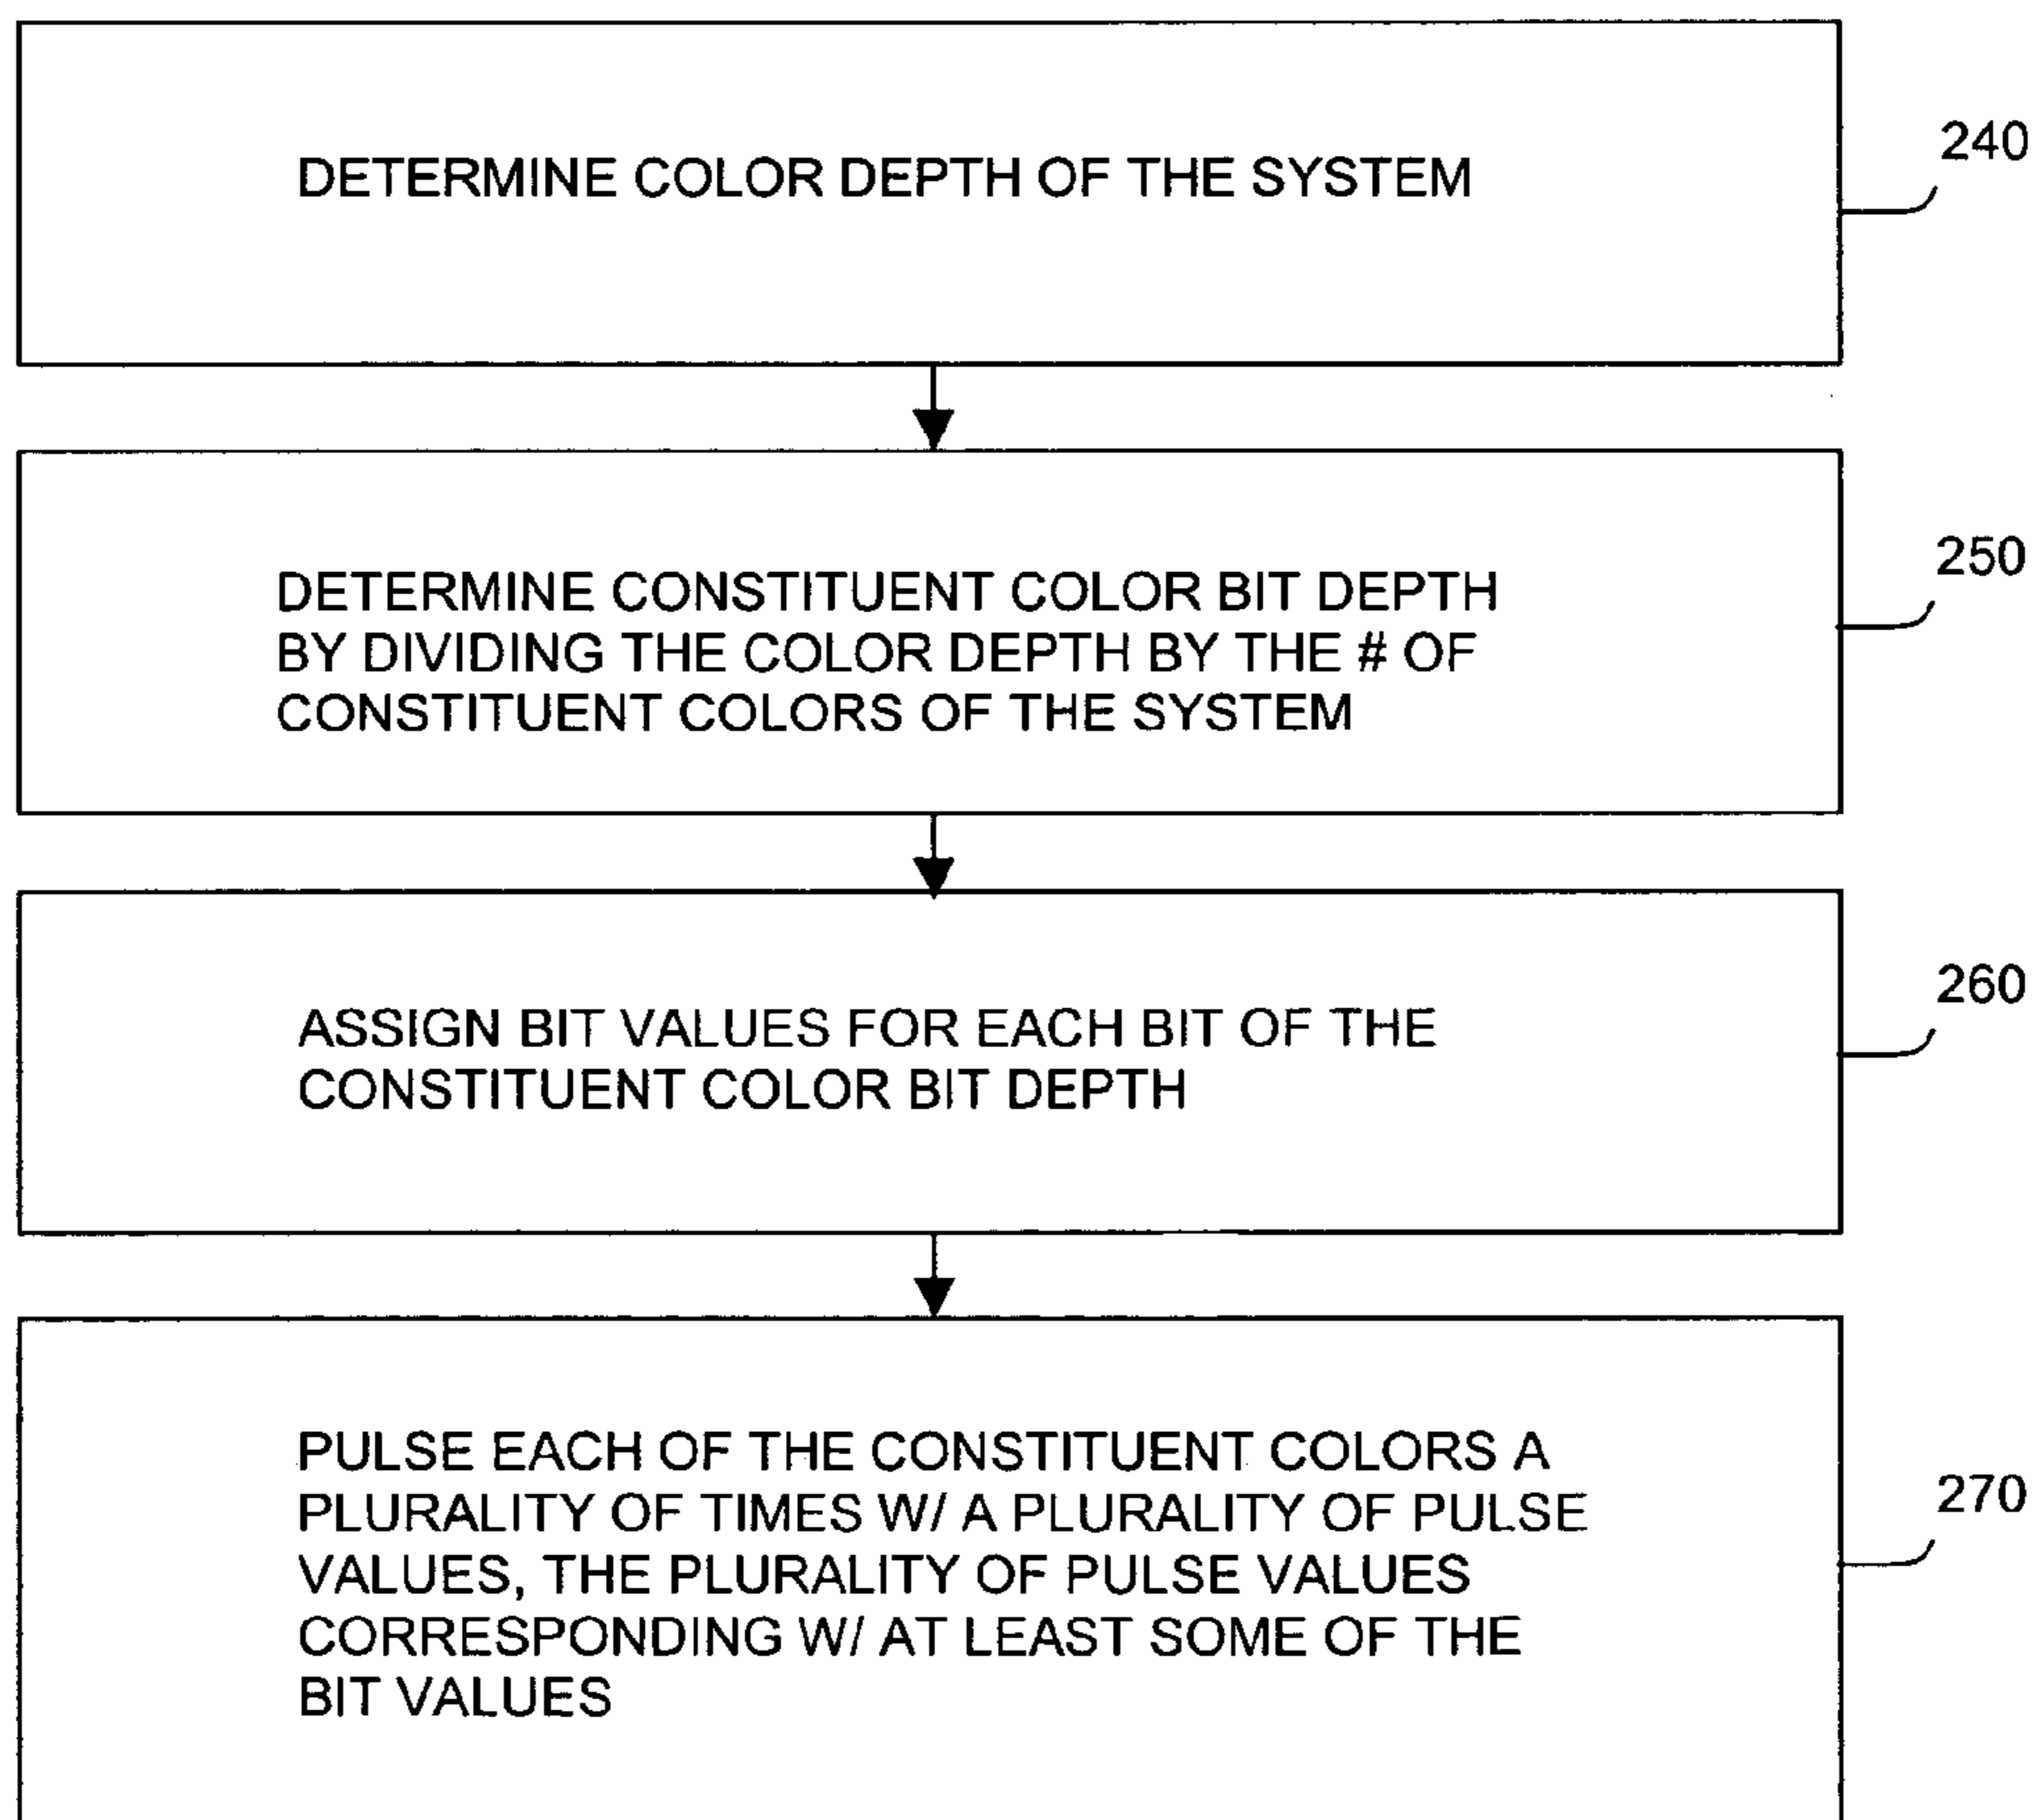 DETERMINE COLOR DEPTH OF THE SYSTEM
240
DETERMINE CONSTITUENT COLOR BIT DEPTH
BY DIVIDING THE COLOR DEPTH BY THE # OF
CONSTITUENT COLORS OF THE SYSTEM
250
ASSIGN BIT VALUES FOR EACH BIT OF THE
CONSTITUENT COLOR BIT DEPTH
260
PULSE EACH OF THE CONSTITUENT COLORS A
PLURALITY OF TIMES W/ A PLURALITY OF PULSE
VALUES, THE PLURALITY OF PULSE VALUES
CORRESPONDING W/ AT LEAST SOME OF THE
BIT VALUES
270